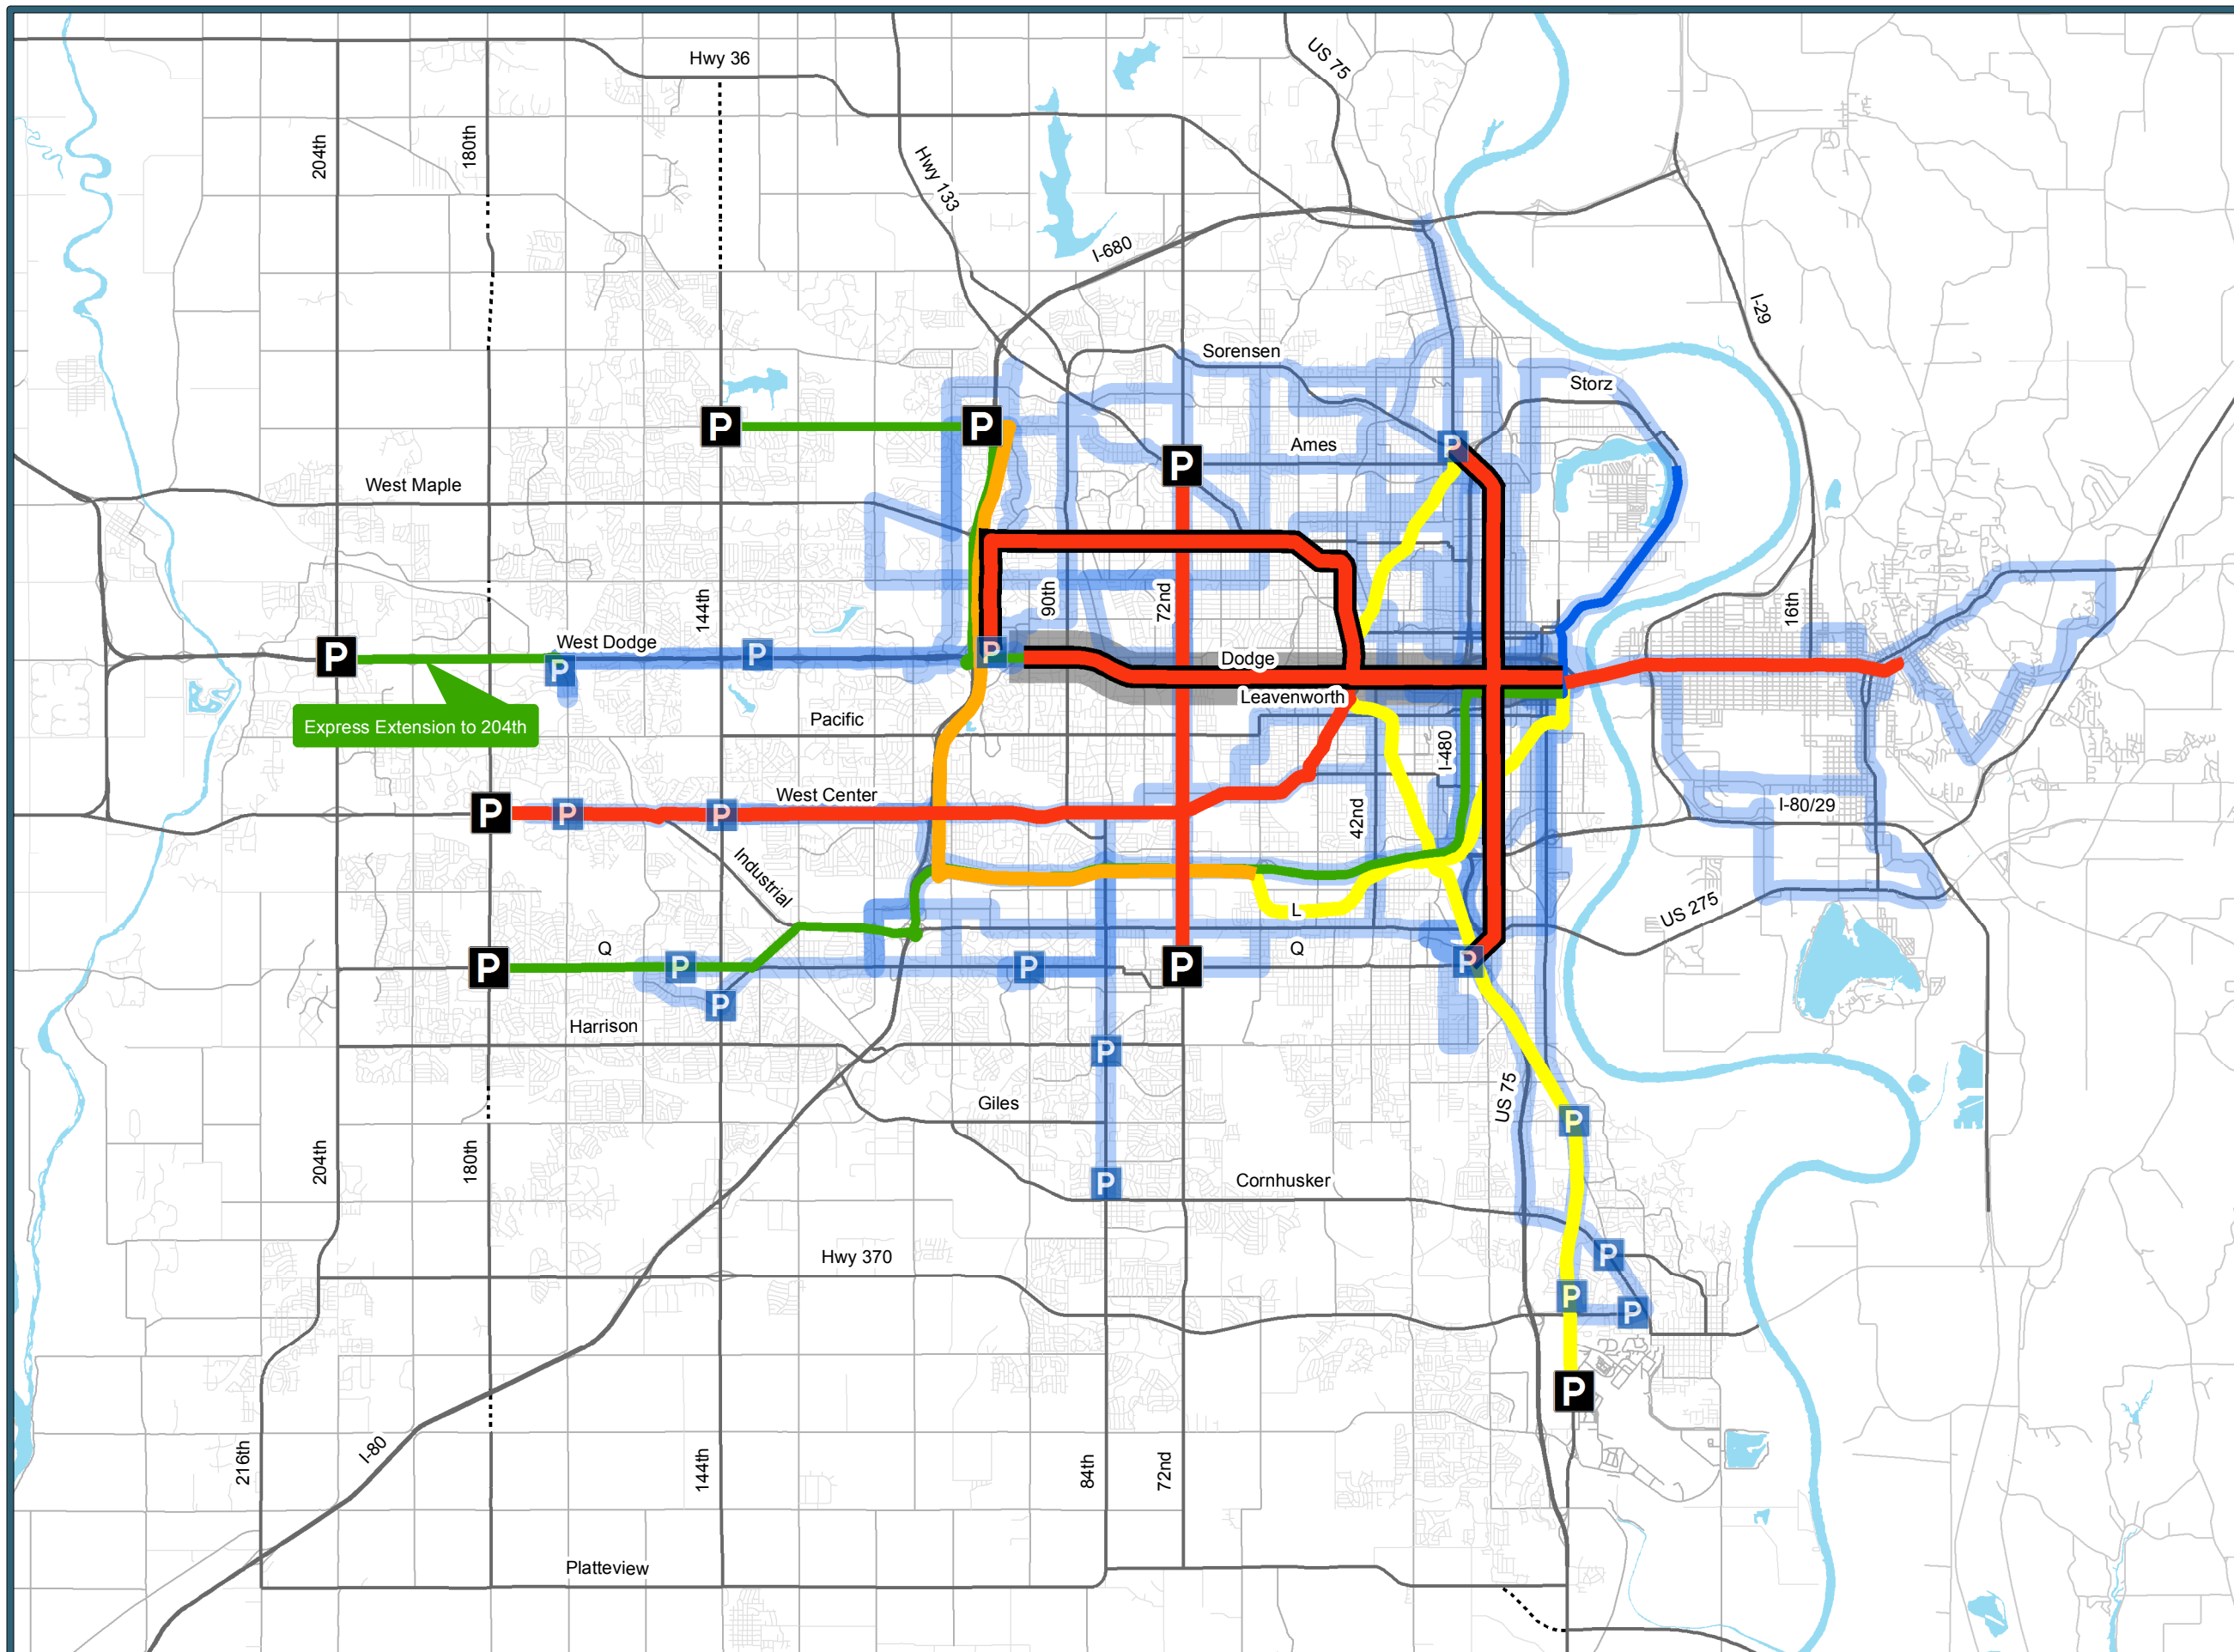 Hwy 36
US 75
204th
180th
Hwy 133
I-680
I-29
Sorensen
Storz
P
P
Ames
P
P
West Maple
90th
72nd
144th
16th
West Dodge
P
P
P
P
Dodge
Leavenworth
Express Extension to 204th
Pacific
I-480
West Center
P
P
P
42nd
I-80/29
Industrial
L
US 275
Q
Q
P
P
P
P
P
P
Harrison
P
Giles
US 75
P
204th
180th
Cornhusker
P
Hwy 370
P
P
P
P
216th
I-80
144th
84th
72nd
Platteview